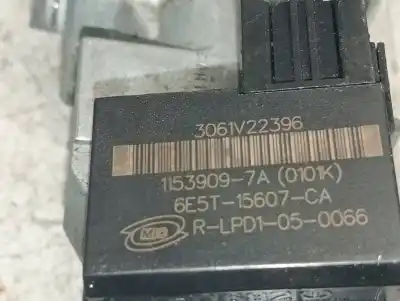 3061V22396
1153909-7A (0101K)
6E5T-15607-CA
R-LPD1-05-0066